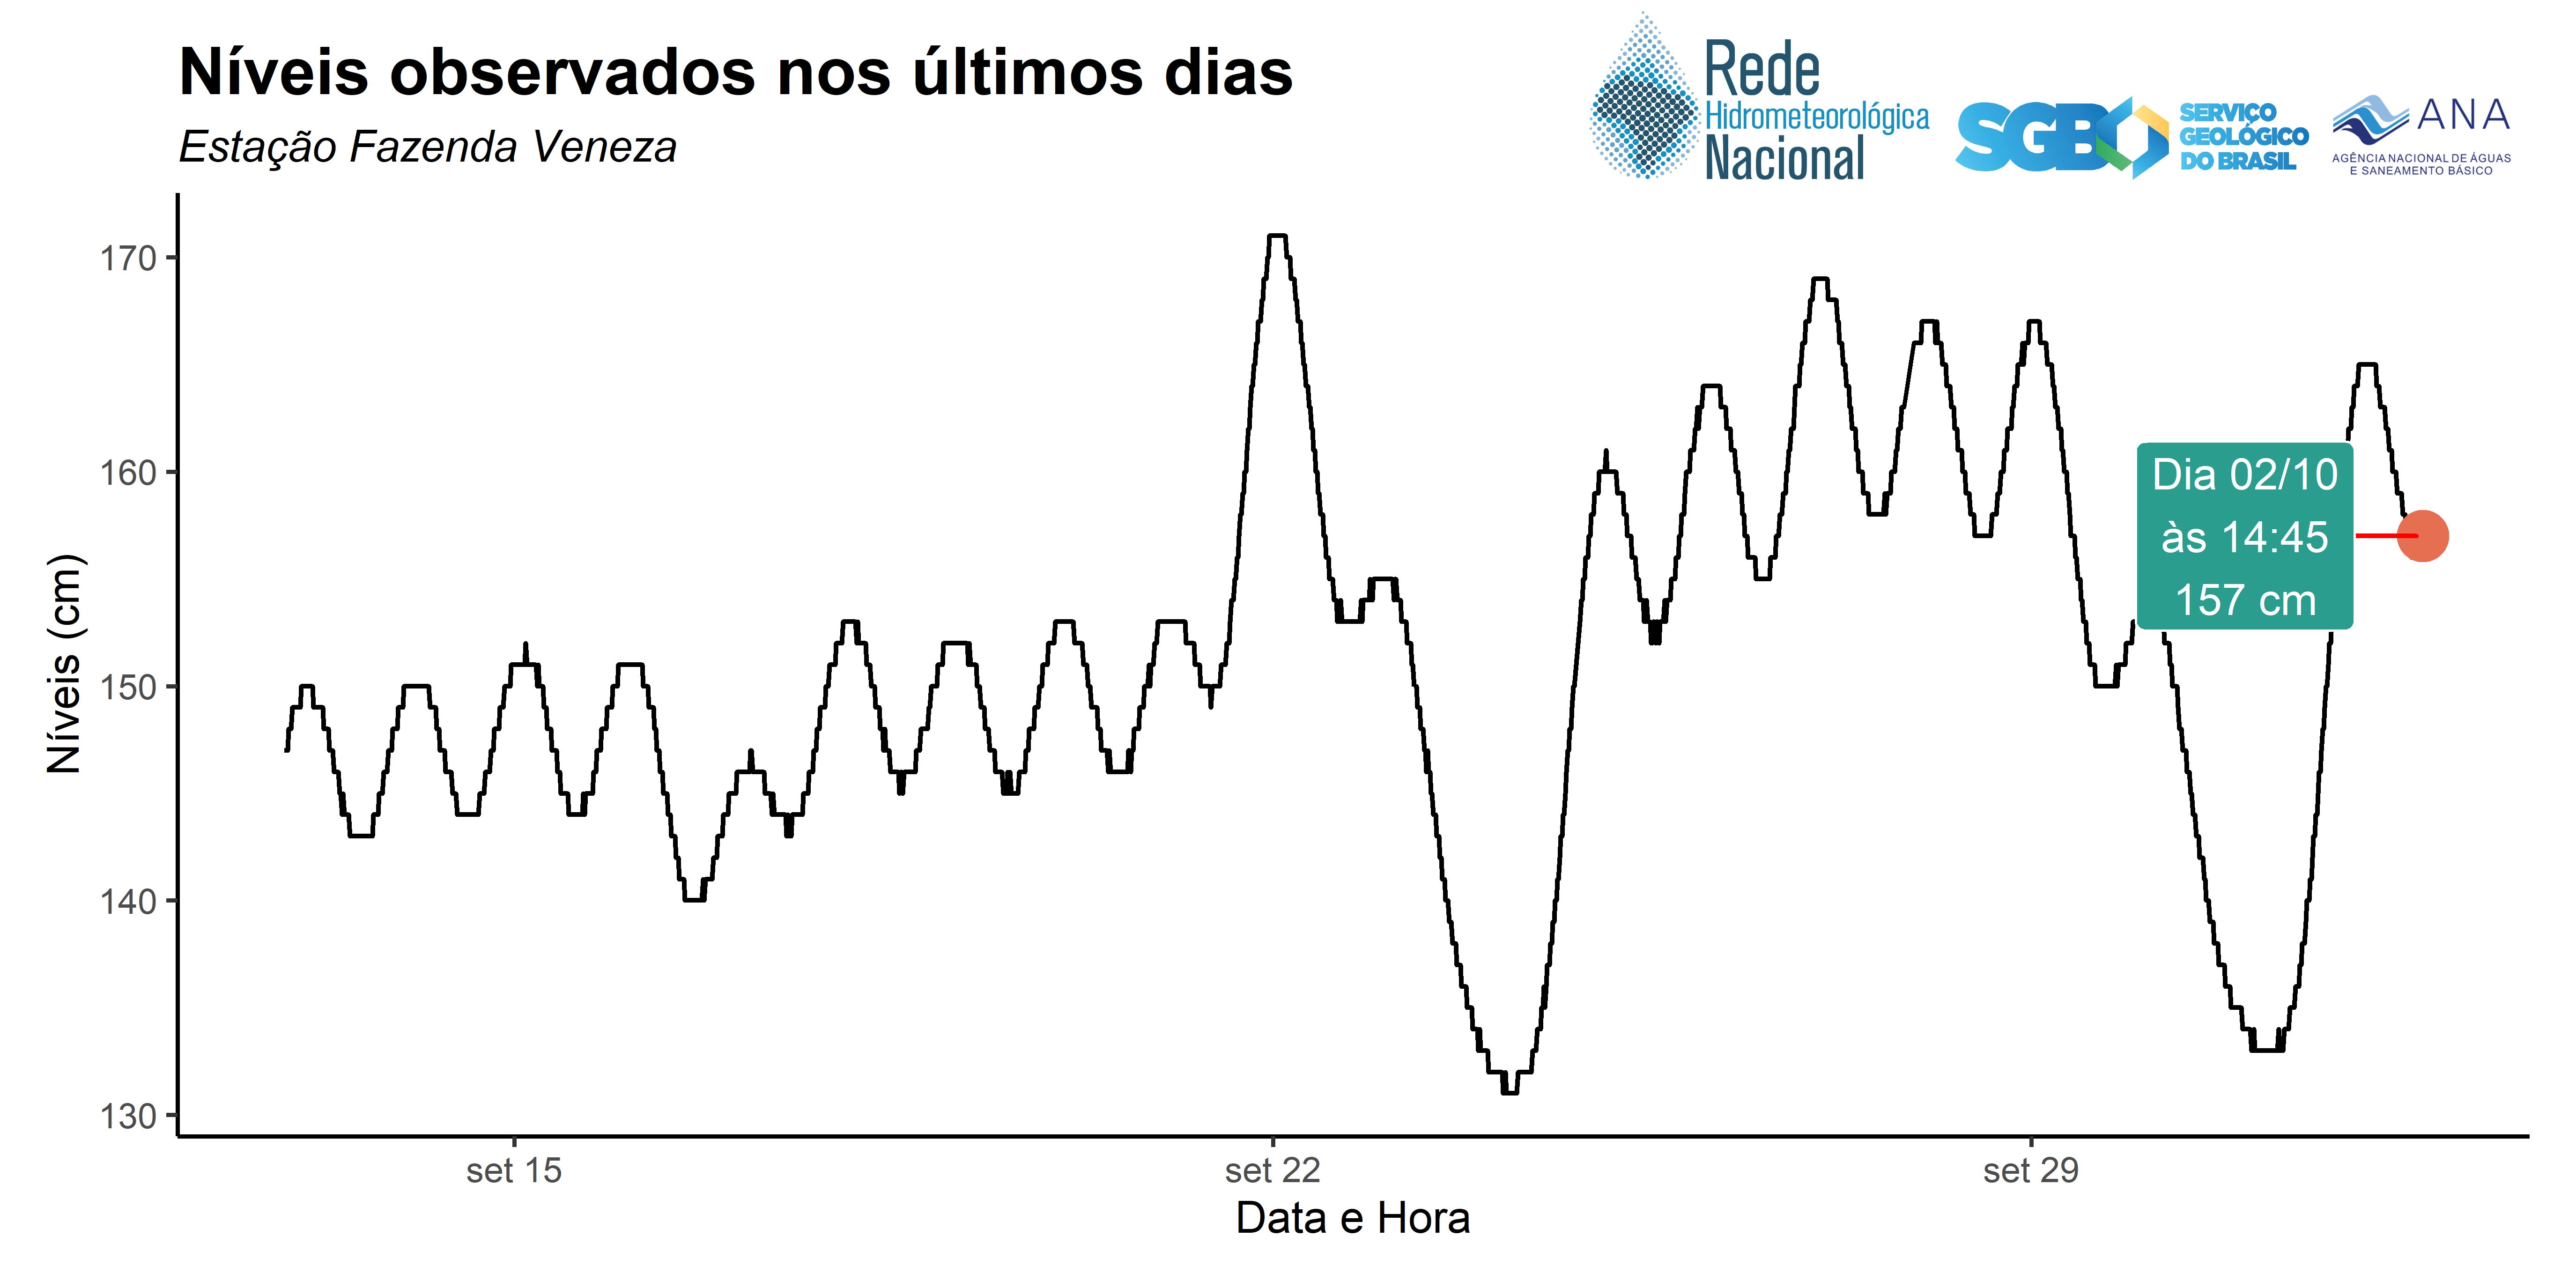 Níveis observados nos últimos dias
Estação Fazenda Veneza
Rede
Hidrometeorológica
Nacional
SGB
SERVIÇO
GEOLÓGICO
DO BRASIL
ANA
AGÊNCIA NACIONAL DE ÁGUAS
E SANEAMENTO BÁSICO
Níveis (cm)
170
160
150
140
130
Dia 02/10
às 14:45
157 cm
set 15
set 22
set 29
Data e Hora